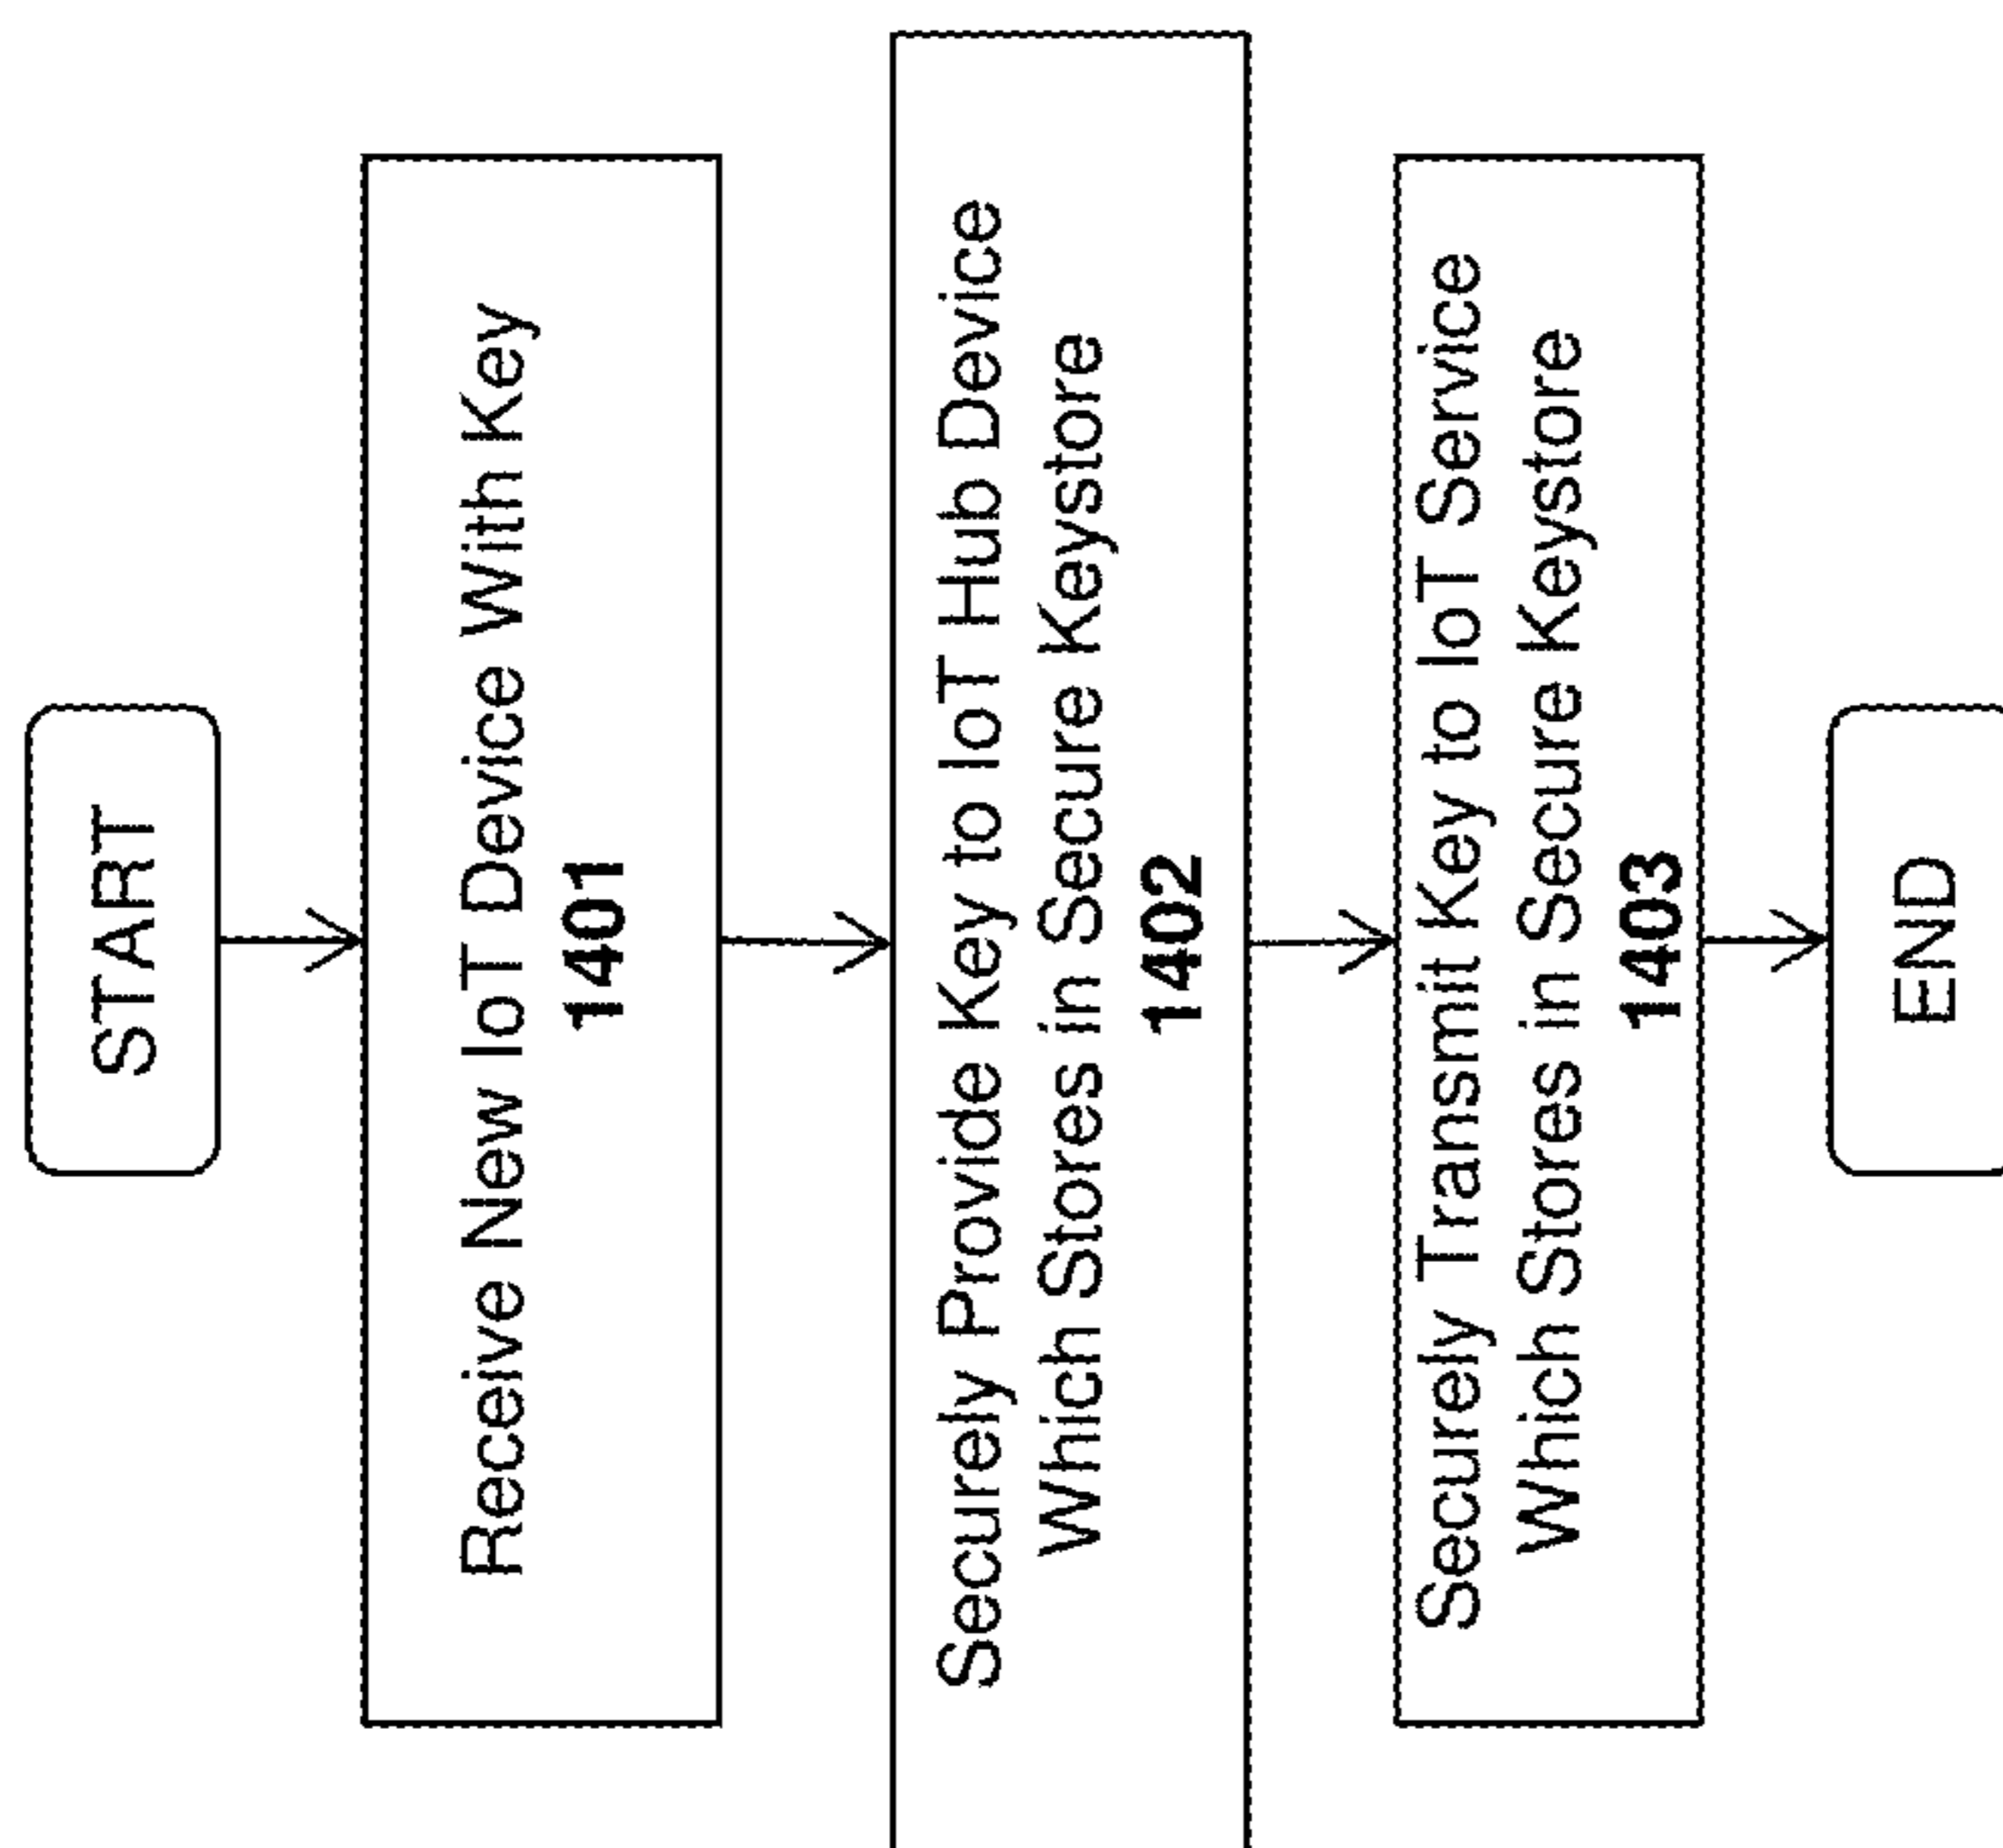 START
Receive New IoT Device With Key
1401
Securely Provide Key to IoT Hub Device
Which Stores in Secure Keystore
1402
Securely Transmit Key to IoT Service
Which Stores in Secure Keystore
1403
END